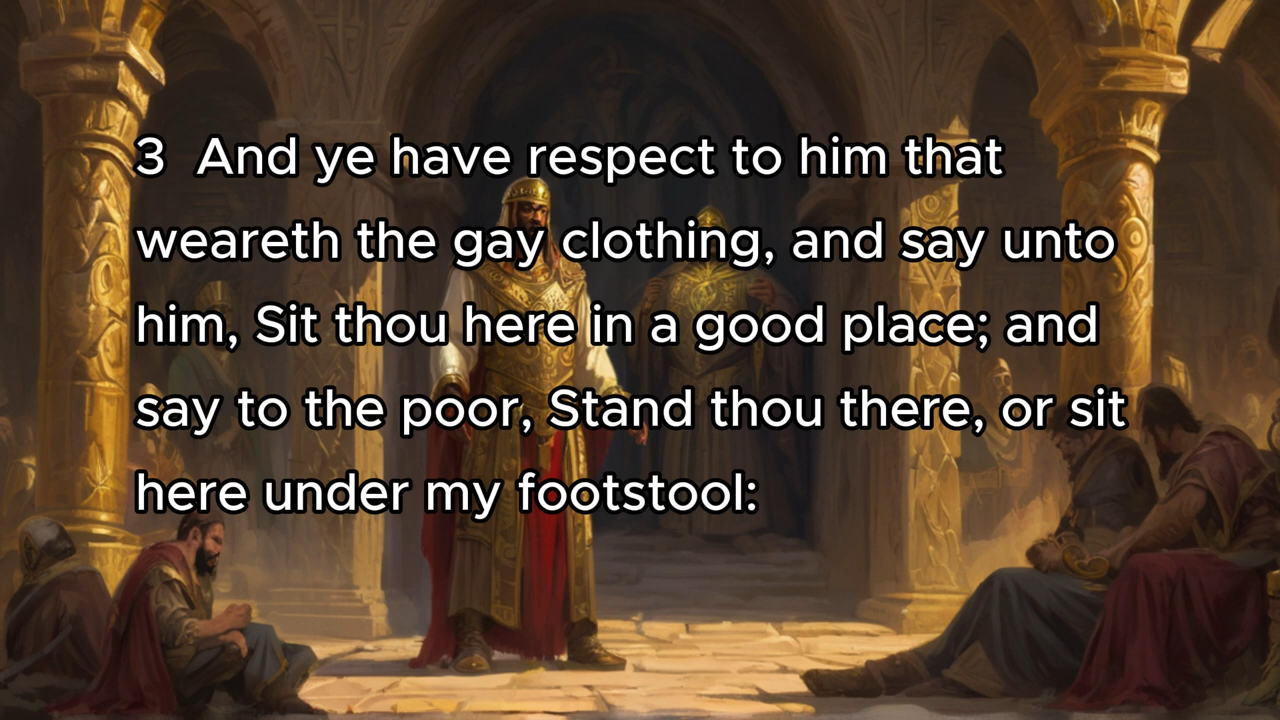 3 And ye have respect to him that
weareth the gay clothing, and say unto
him, Sit thou here in a good place; and
say to the poor, Stand thou there, or sit
here under my footstool: